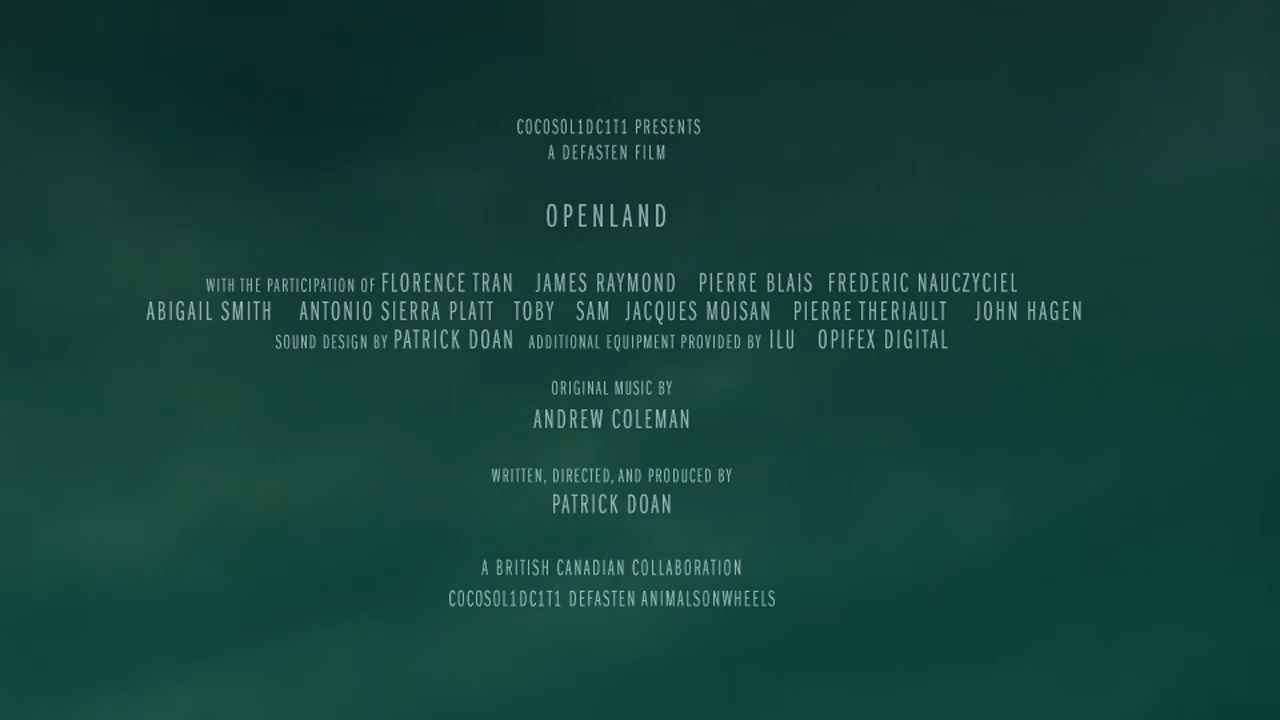 COCOSOL1DC1T1 PRESENTS
A DEFASTEN FILM
OPENLAND
WITH THE PARTICIPATION OF FLORENCE TRAN JAMES RAYMOND PIERRE BLAIS FREDERIC NAUCZYCIEL
ABIGAIL SMITH ANTONIO SIERRA PLATT TOBY SAM JACQUES MOISAN PIERRE THERIAULT JOHN HAGEN
SOUND DESIGN BY PATRICK DOAN ADDITIONAL EQUIPMENT PROVIDED BY ILU OPIFEX DIGITAL
ORIGINAL MUSIC BY
ANDREW COLEMAN
WRITTEN, DIRECTED, AND PRODUCED BY
PATRICK DOAN
A BRITISH CANADIAN COLLABORATION
COCOSOL1DC1T1 DEFASTEN ANIMALSONWHEELS